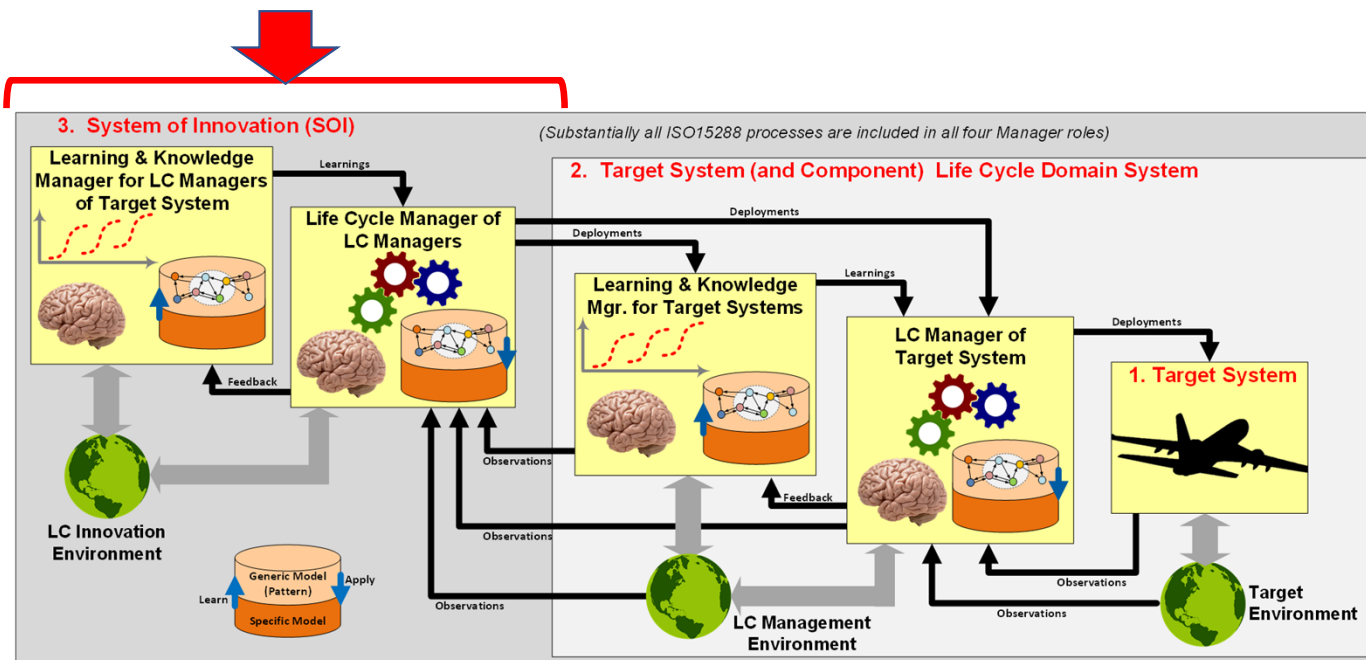 3. System of Innovation (SOI)
(Substantially all ISO15288 processes are included in all four Manager roles)
Learning & Knowledge
Manager for LC Managers
of Target System
Learnings
Life Cycle Manager of
LC Managers
2. Target System (and Component) Life Cycle Domain System
Deployments
Deployments
Learning & Knowledge
Mgr. for Target Systems
Learnings
LC Manager of
Target System
Deployments
1. Target System
Feedback
Observations
Feedback
Observations
Observations
Observations
Observations
LC Innovation
Environment
Generic Model
(Pattern)
Specific Model
Learn
Apply
LC Management
Environment
Target
Environment